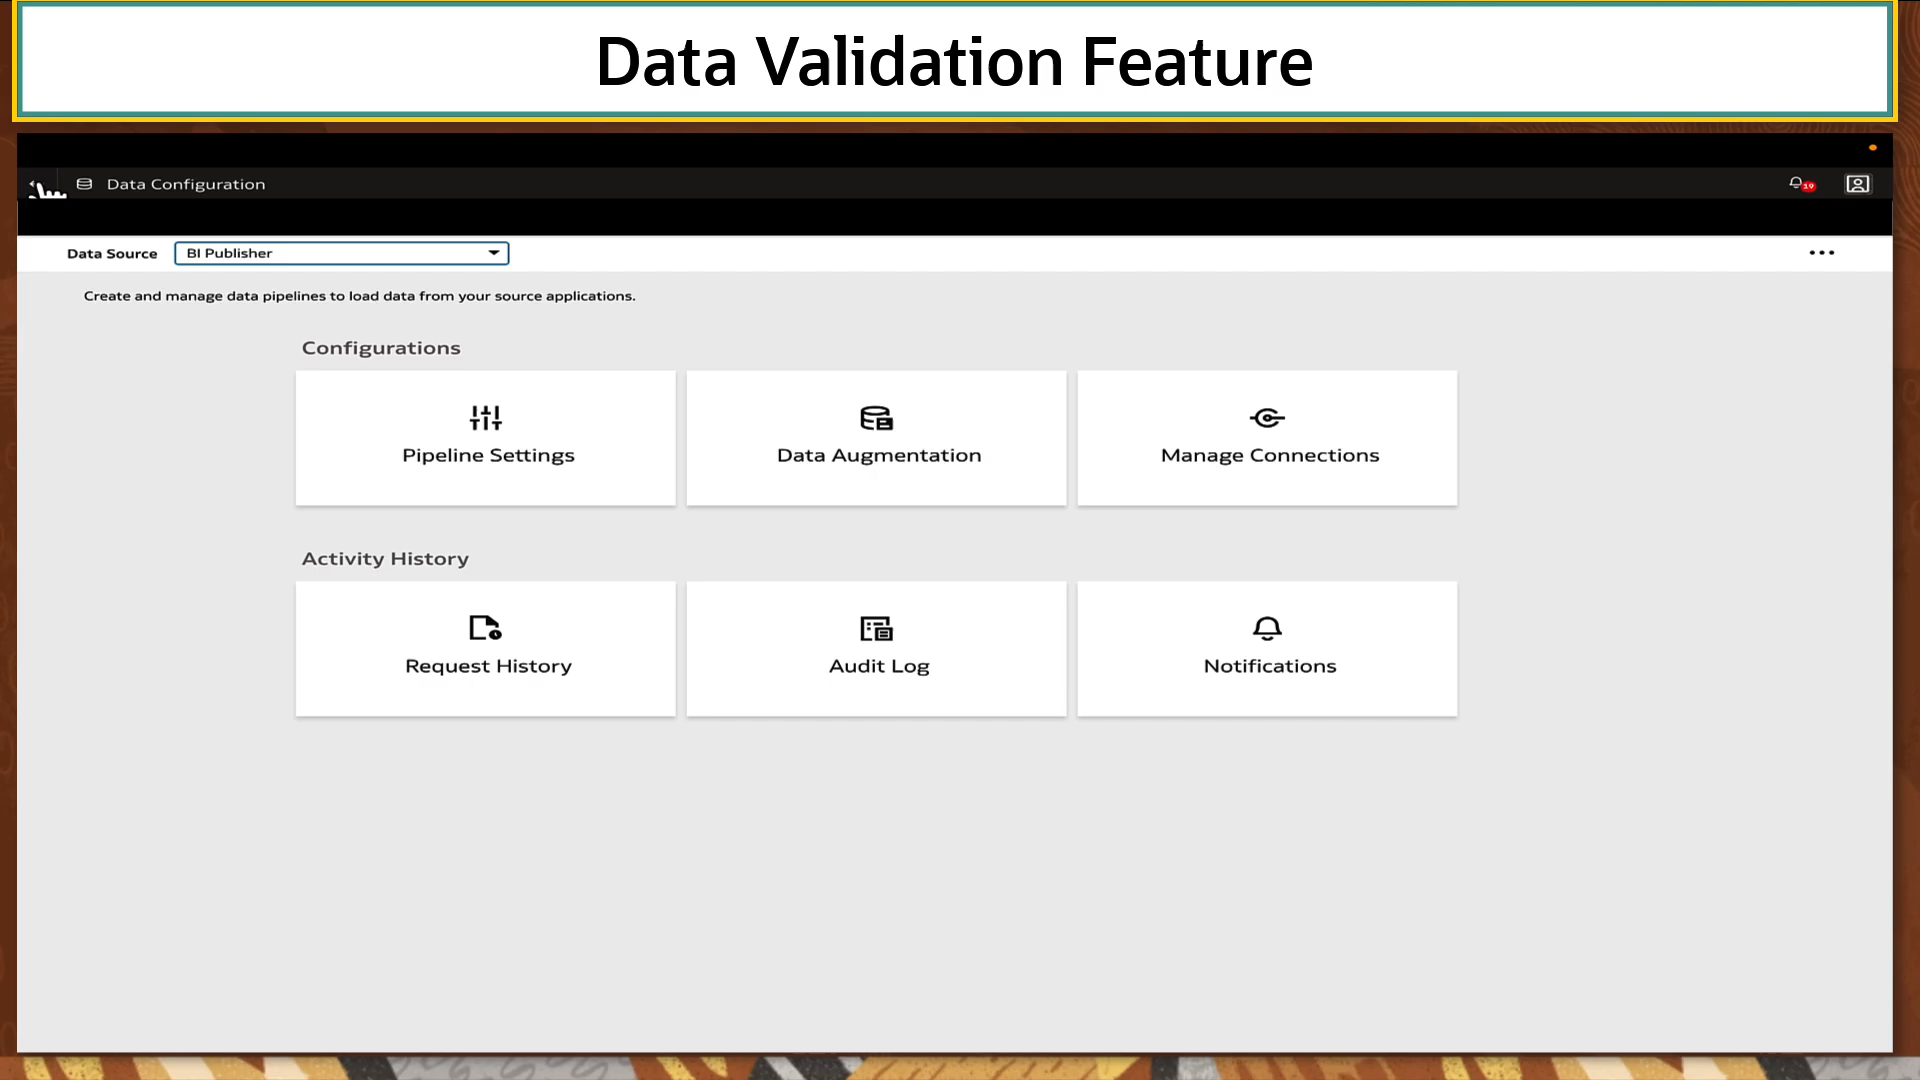 Data Validation Feature
Data Configuration
19
Data Source BI Publisher
Create and manage data pipelines to load data from your source applications.
Configurations
Pipeline Settings
Data Augmentation
Manage Connections
Activity History
Request History
Audit Log
Notifications